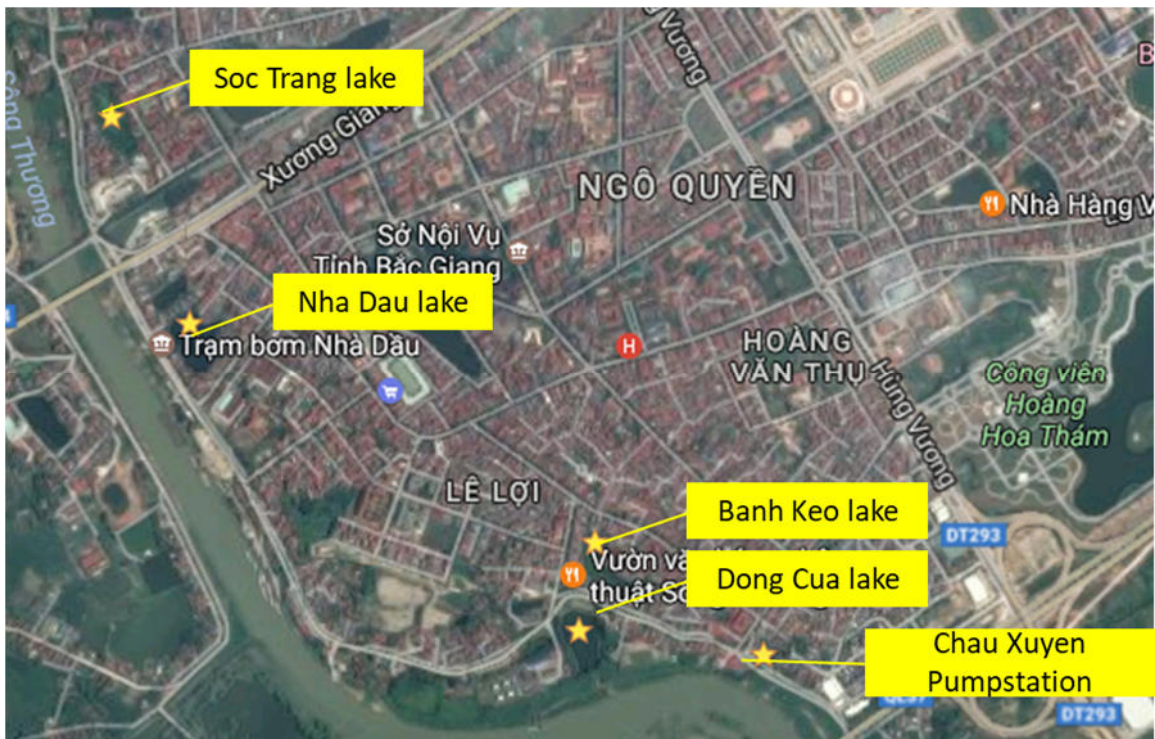 Soc Trang lake
Sông Thương
Xương Giang
Vương
NGÔ QUYỀN
Nhà Hàng V
B
Sở Nội Vụ
Tỉnh Bắc Giang
Nha Dau lake
Trạm bơm Nhà Dầu
H
HOÀNG
VĂN THỤ
Hùng Vương
Công viên
Hoàng
Hoa Thám
LÊ LỢI
Banh Keo lake
DT293
Vườn
thuật
Dong Cua lake
Chau Xuyen
Pumpstation
DT293